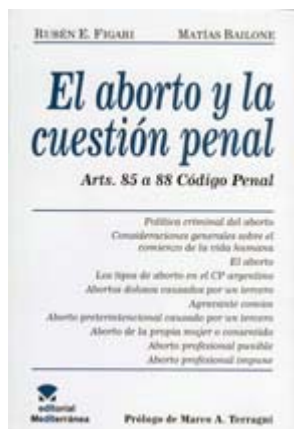 RUBÉN E. FIGARI MATÍAS BAILONE
El aborto y la
cuestión penal
Arts. 85 a 88 Código Penal
Política criminal del aborto
Consideraciones generales sobre el
comienzo de la vida humana
El aborto
Los tipos de aborto en el CP argentino
Abortos dolosos causados por un tercero
Agravante común
Aborto preterintencional causado por un tercero
Aborto de la propia mujer o consentido
Aborto profesional punible
Aborto profesional impune
editorial
Mediterránea
Prólogo de Marco A. Terragni